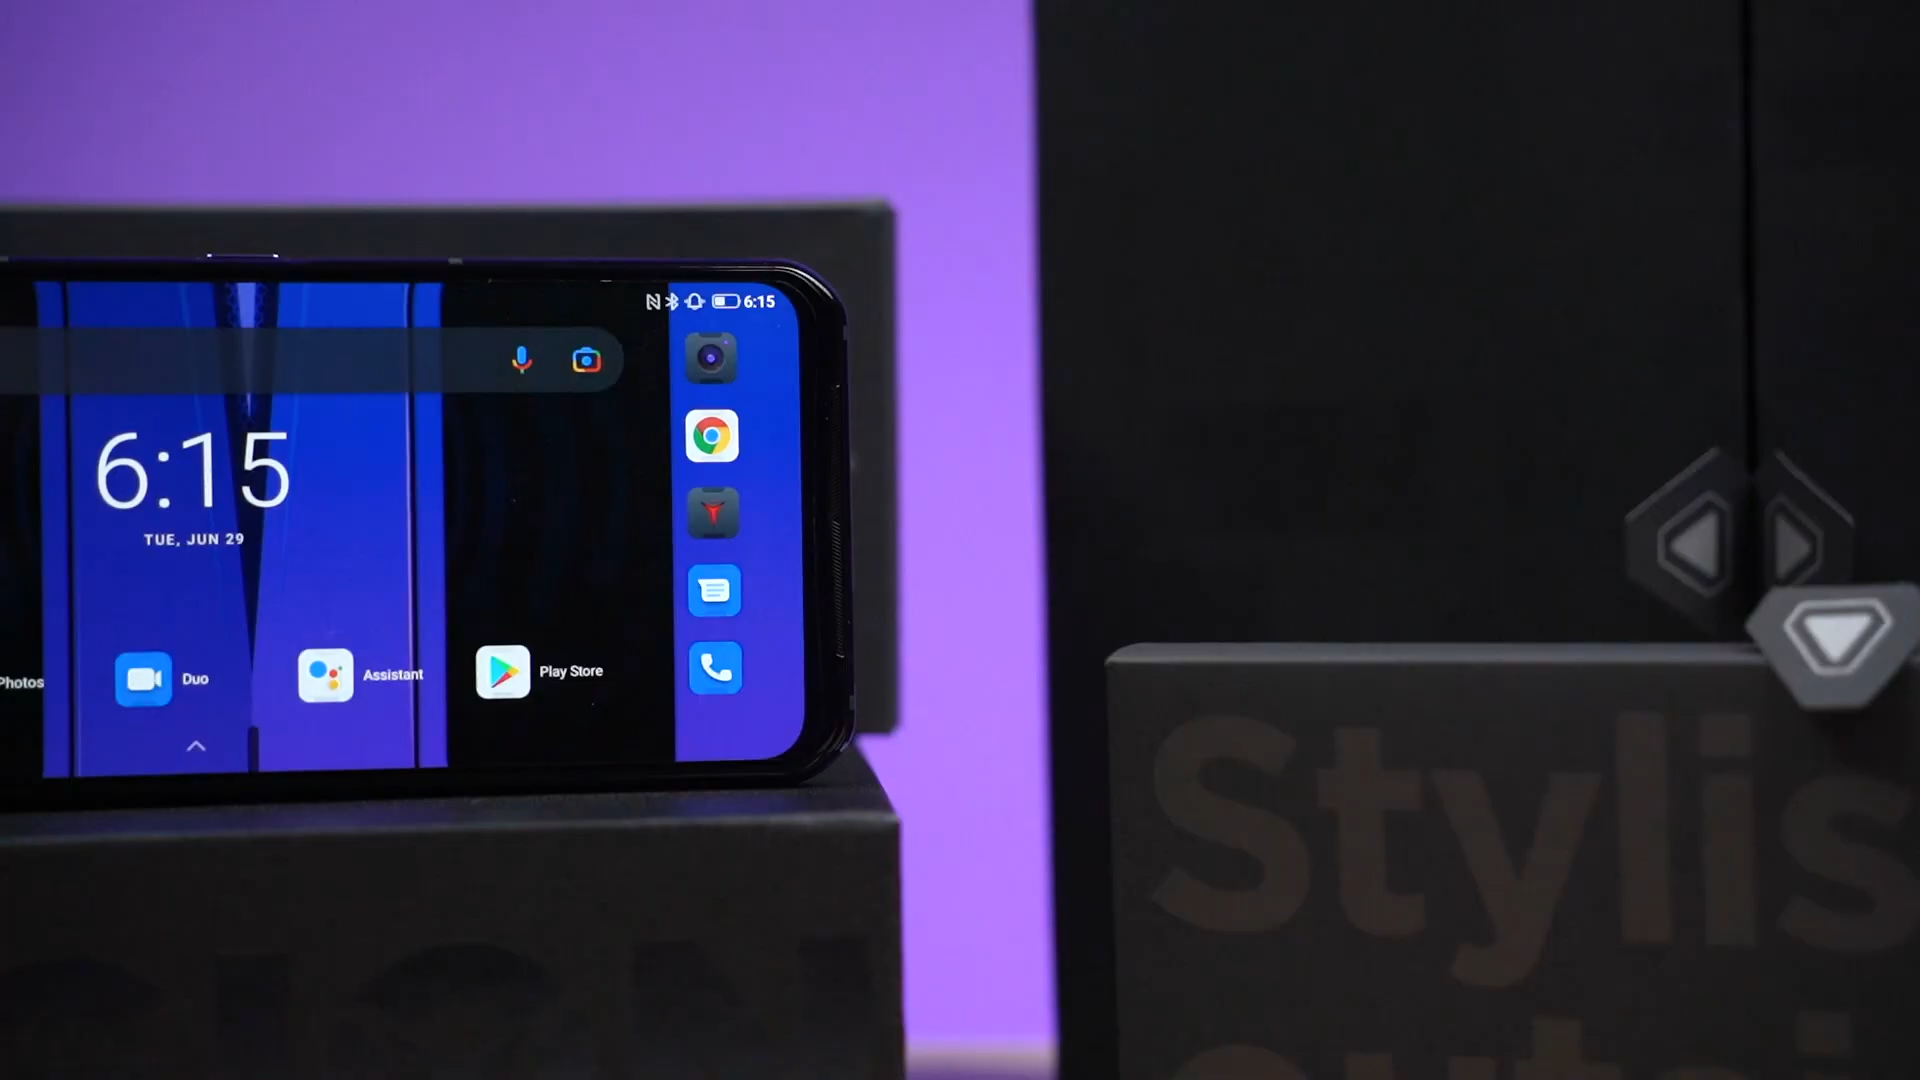 6:15
6:15
TUE, JUN 29
Photos
Duo
Assistant
Play Store
Stylis